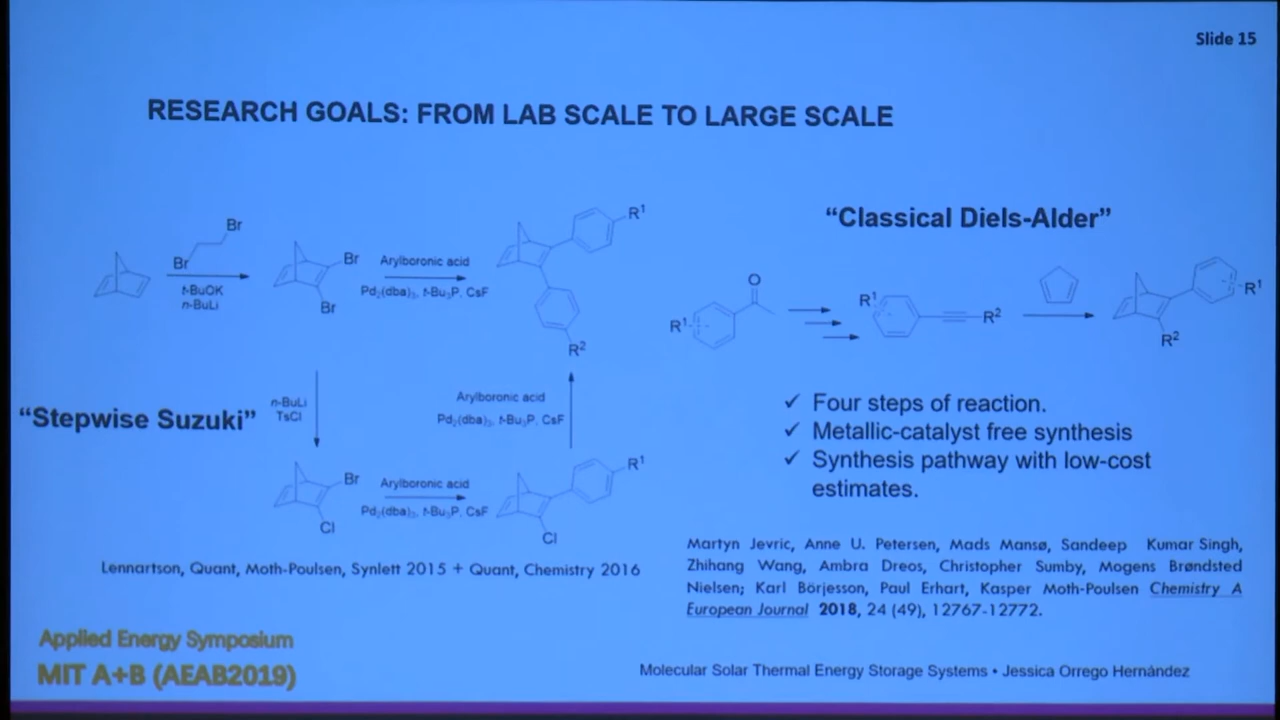 Slide 15
RESEARCH GOALS: FROM LAB SCALE TO LARGE SCALE
Br
Br
t-BuOK
n-BuLi
Br
Br
Arylboronic acid
Pd2(dba)3, t-Bu3P, CsF
R1
R2
"Stepwise Suzuki"
n-BuLi
TsCl
Arylboronic acid
Pd2(dba)3, t-Bu3P, CsF
Br
Cl
Arylboronic acid
Pd2(dba)3, t-Bu3P, CsF
R1
Cl
Lennartson, Quant, Moth-Poulsen, Synlett 2015 + Quant, Chemistry 2016
"Classical Diels-Alder"
O
R1
R1
R2
R1
R2
✓ Four steps of reaction.
✓ Metallic-catalyst free synthesis
✓ Synthesis pathway with low-cost
estimates.
Martyn Jevric, Anne U. Petersen, Mads Mansø, Sandeep Kumar Singh,
Zhihang Wang, Ambra Dreos, Christopher Sumby, Mogens Brøndsted
Nielsen; Karl Börjesson, Paul Erhart, Kasper Moth-Poulsen Chemistry A
European Journal 2018, 24 (49), 12767-12772.
Applied Energy Symposium
MIT A+B (AEAB2019)
Molecular Solar Thermal Energy Storage Systems • Jessica Orrego Hernández